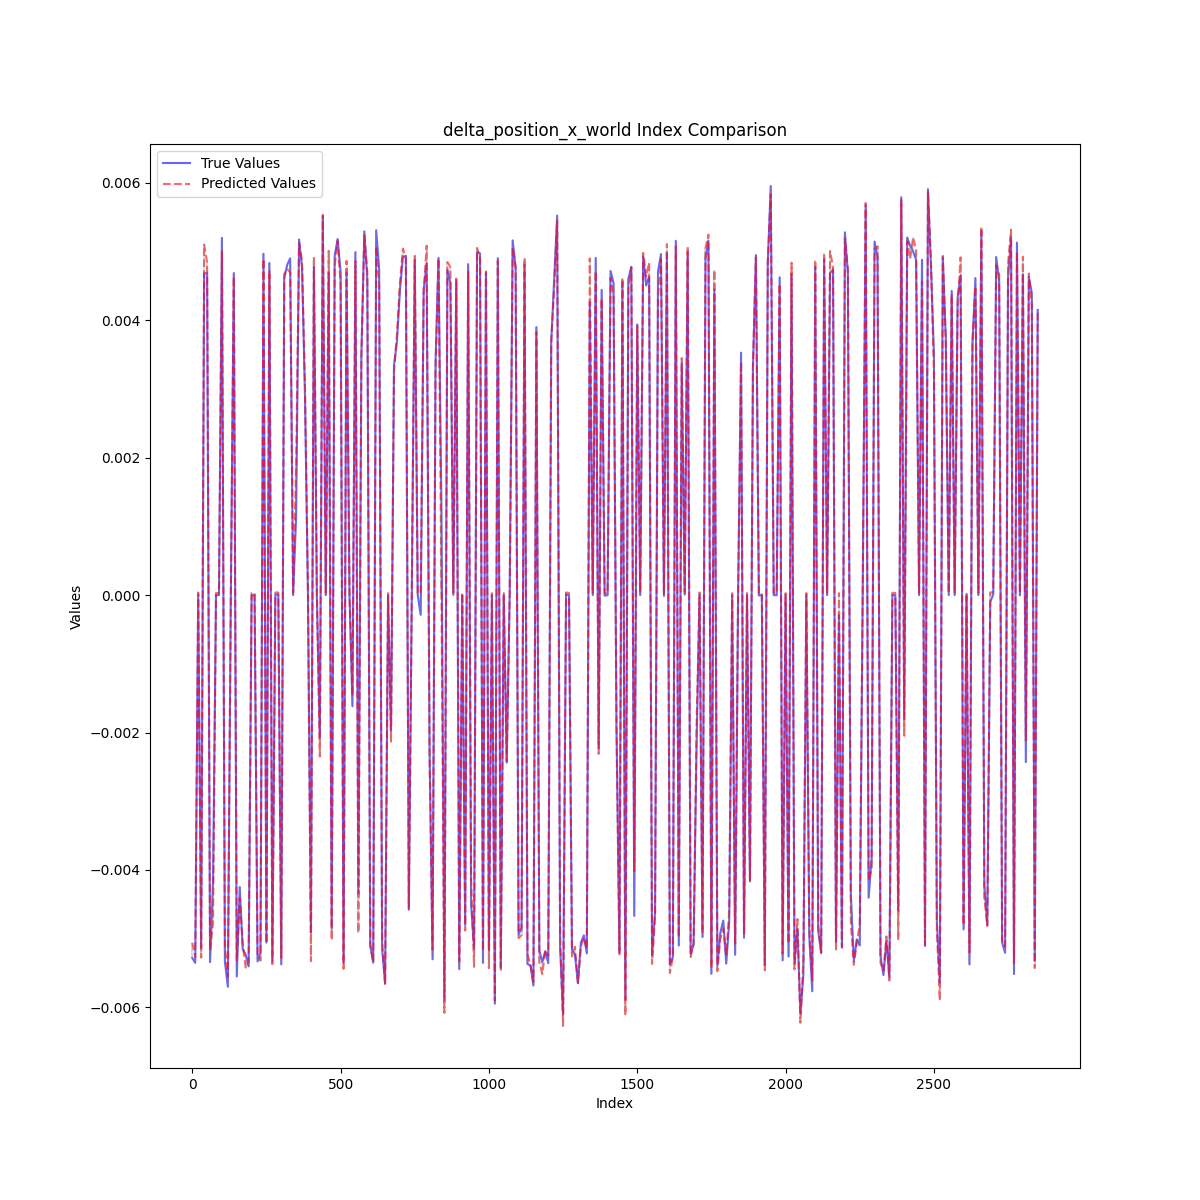 delta_position_x_world Index Comparison
True Values
Predicted Values
0.006
0.004
0.002
0.000
−0.002
−0.004
−0.006
Values
0 500 1000 1500 2000 2500
Index